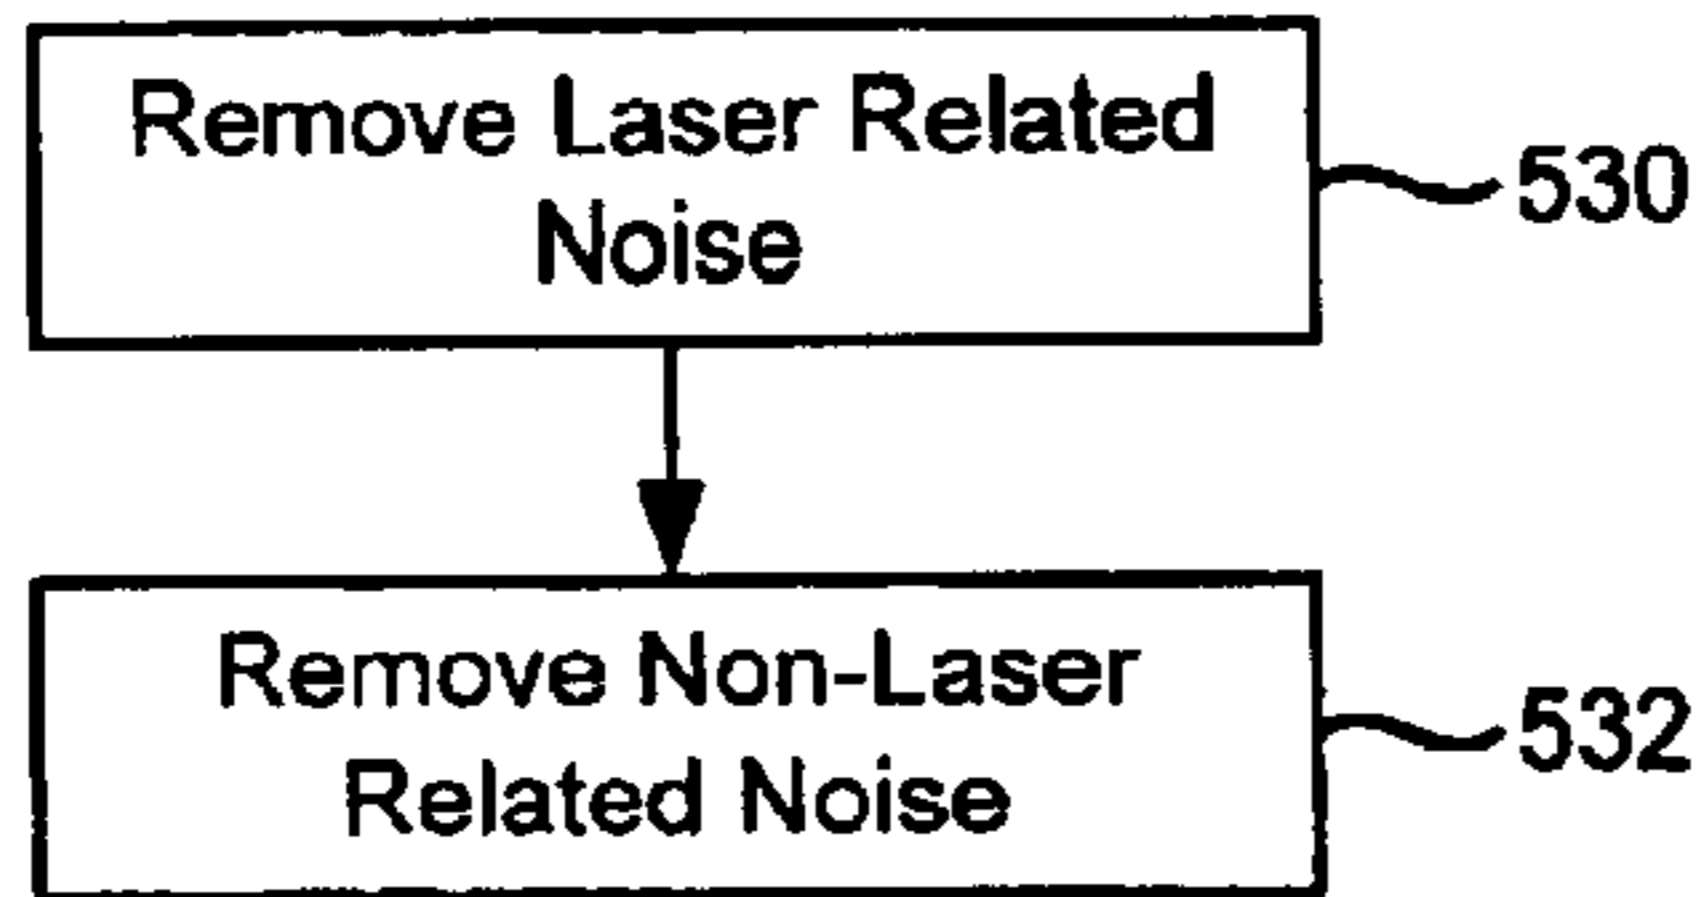 Remove Laser Related
Noise
530
Remove Non-Laser
Related Noise
532